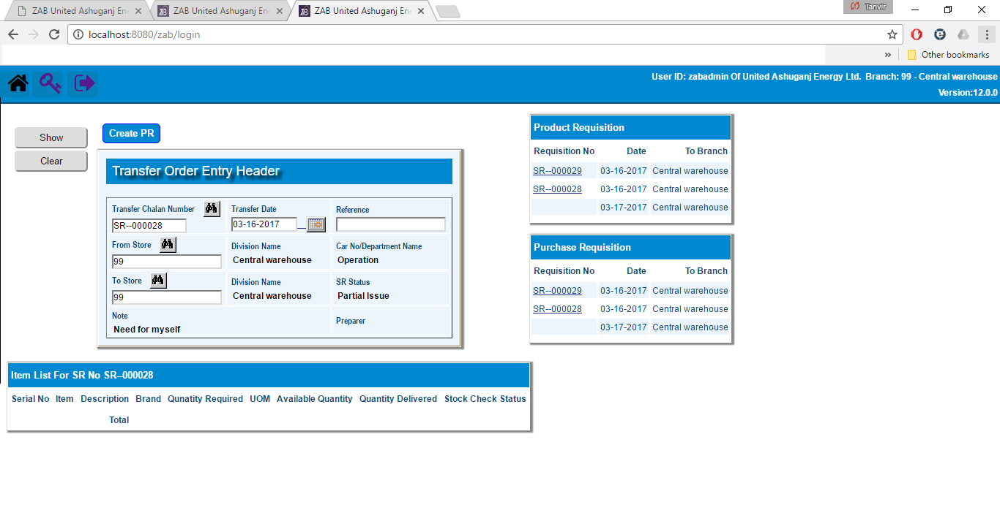 ZAB United Ashuganj En
ZAB United Ashuganj En
ZAB United Ashuganj En
Tanvir
localhost:8080/zab/login
» Other bookmarks
User ID: zabadmin Of United Ashuganj Energy Ltd. Branch: 99 - Central warehouse
Version:12.0.0
Show
Clear
Create PR
Transfer Order Entry Header
Transfer Chalan Number Transfer Date Reference
SR--000028 03-16-2017
From Store Division Name Car No/Department Name
99 Central warehouse Operation
To Store Division Name SR Status
99 Central warehouse Partial Issue
Note Preparer
Need for myself
Product Requisition
Requisition No Date To Branch
SR--000029 03-16-2017 Central warehouse
SR--000028 03-16-2017 Central warehouse
03-17-2017 Central warehouse
Purchase Requisition
Requisition No Date To Branch
SR--000029 03-16-2017 Central warehouse
SR--000028 03-16-2017 Central warehouse
03-17-2017 Central warehouse
Item List For SR No SR--000028
Serial No Item Description Brand Qunatity Required UOM Available Quantity Quantity Delivered Stock Check Status
Total